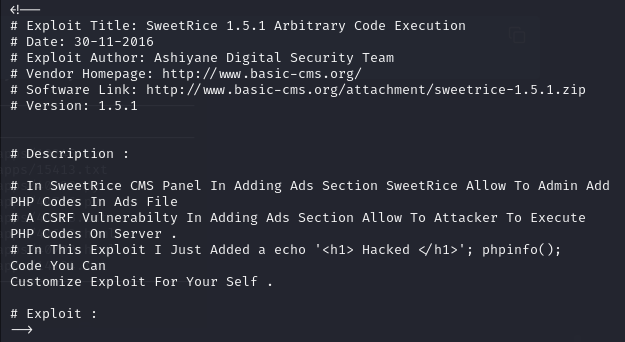 <!--
# Exploit Title: SweetRice 1.5.1 Arbitrary Code Execution
# Date: 30-11-2016
# Exploit Author: Ashiyane Digital Security Team
# Vendor Homepage: http://www.basic-cms.org/
# Software Link: http://www.basic-cms.org/attachment/sweetrice-1.5.1.zip
# Version: 1.5.1
# Description :
# In SweetRice CMS Panel In Adding Ads Section SweetRice Allow To Admin Add
PHP Codes In Ads File
# A CSRF Vulnerabilty In Adding Ads Section Allow To Attacker To Execute
PHP Codes On Server .
# In This Exploit I Just Added a echo '<h1> Hacked </h1>'; phpinfo();
Code You Can
Customize Exploit For Your Self .
# Exploit :
-->